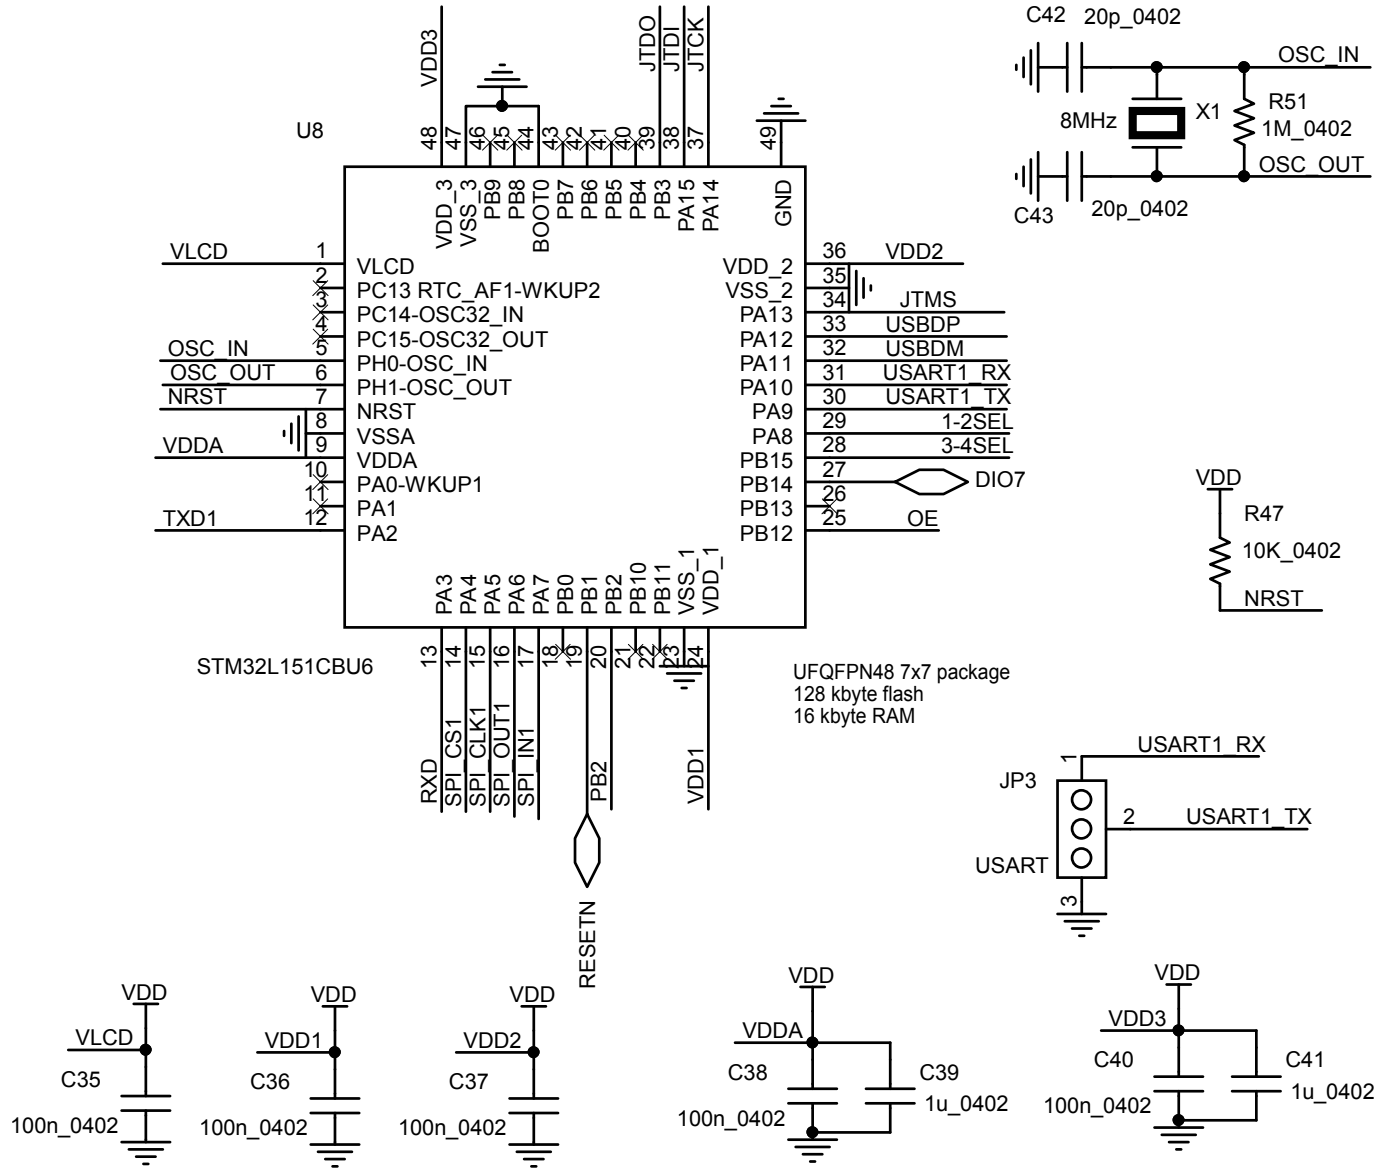 C42 20p_0402
OSC_IN
8MHz X1 R51
1M_0402
OSC_OUT
C43 20p_0402
U8
VDD3 JTDO JTDI JTCK
48 47 46 45 44 43 42 41 40 39 38 37 49
VDD_3 VSS_3 PB9 PB8 BOOT0 PB7 PB6 PB5 PB4 PB3 PA15 PA14 GND
VLCD 1 VLCD
2 PC13 RTC_AF1-WKUP2
3 PC14-OSC32_IN
4 PC15-OSC32_OUT
OSC_IN 5 PH0-OSC_IN
OSC_OUT 6 PH1-OSC_OUT
NRST 7 NRST
8 VSSA
VDDA 9 VDDA
10 PA0-WKUP1
11 PA1
TXD1 12 PA2
VDD_2 36 VDD2
VSS_2 35
PA13 34 JTMS
PA12 33 USBDP
PA11 32 USBDM
PA10 31 USART1_RX
PA9 30 USART1_TX
PA8 29 1-2SEL
PB15 28 3-4SEL
PB14 27 DIO7
PB13 26
PB12 25 OE
PA3 PA4 PA5 PA6 PA7 PB0 PB1 PB2 PB10 PB11 VSS_1 VDD_1
13 14 15 16 17 18 19 20 21 22 23 24
RXD SPI_CS1 SPI_CLK1 SPI_OUT1 SPI_IN1 RESETN PB2 VDD1
STM32L151CBU6
UFQFPN48 7x7 package
128 kbyte flash
16 kbyte RAM
VDD
R47
10K_0402
NRST
JP3
1 USART1_RX
2 USART1_TX
USART
3
VDD
VLCD
C35
100n_0402
VDD
VDD1
C36
100n_0402
VDD
VDD2
C37
100n_0402
VDD
VDDA
C38 C39
100n_0402 1u_0402
VDD
VDD3
C40 C41
100n_0402 1u_0402